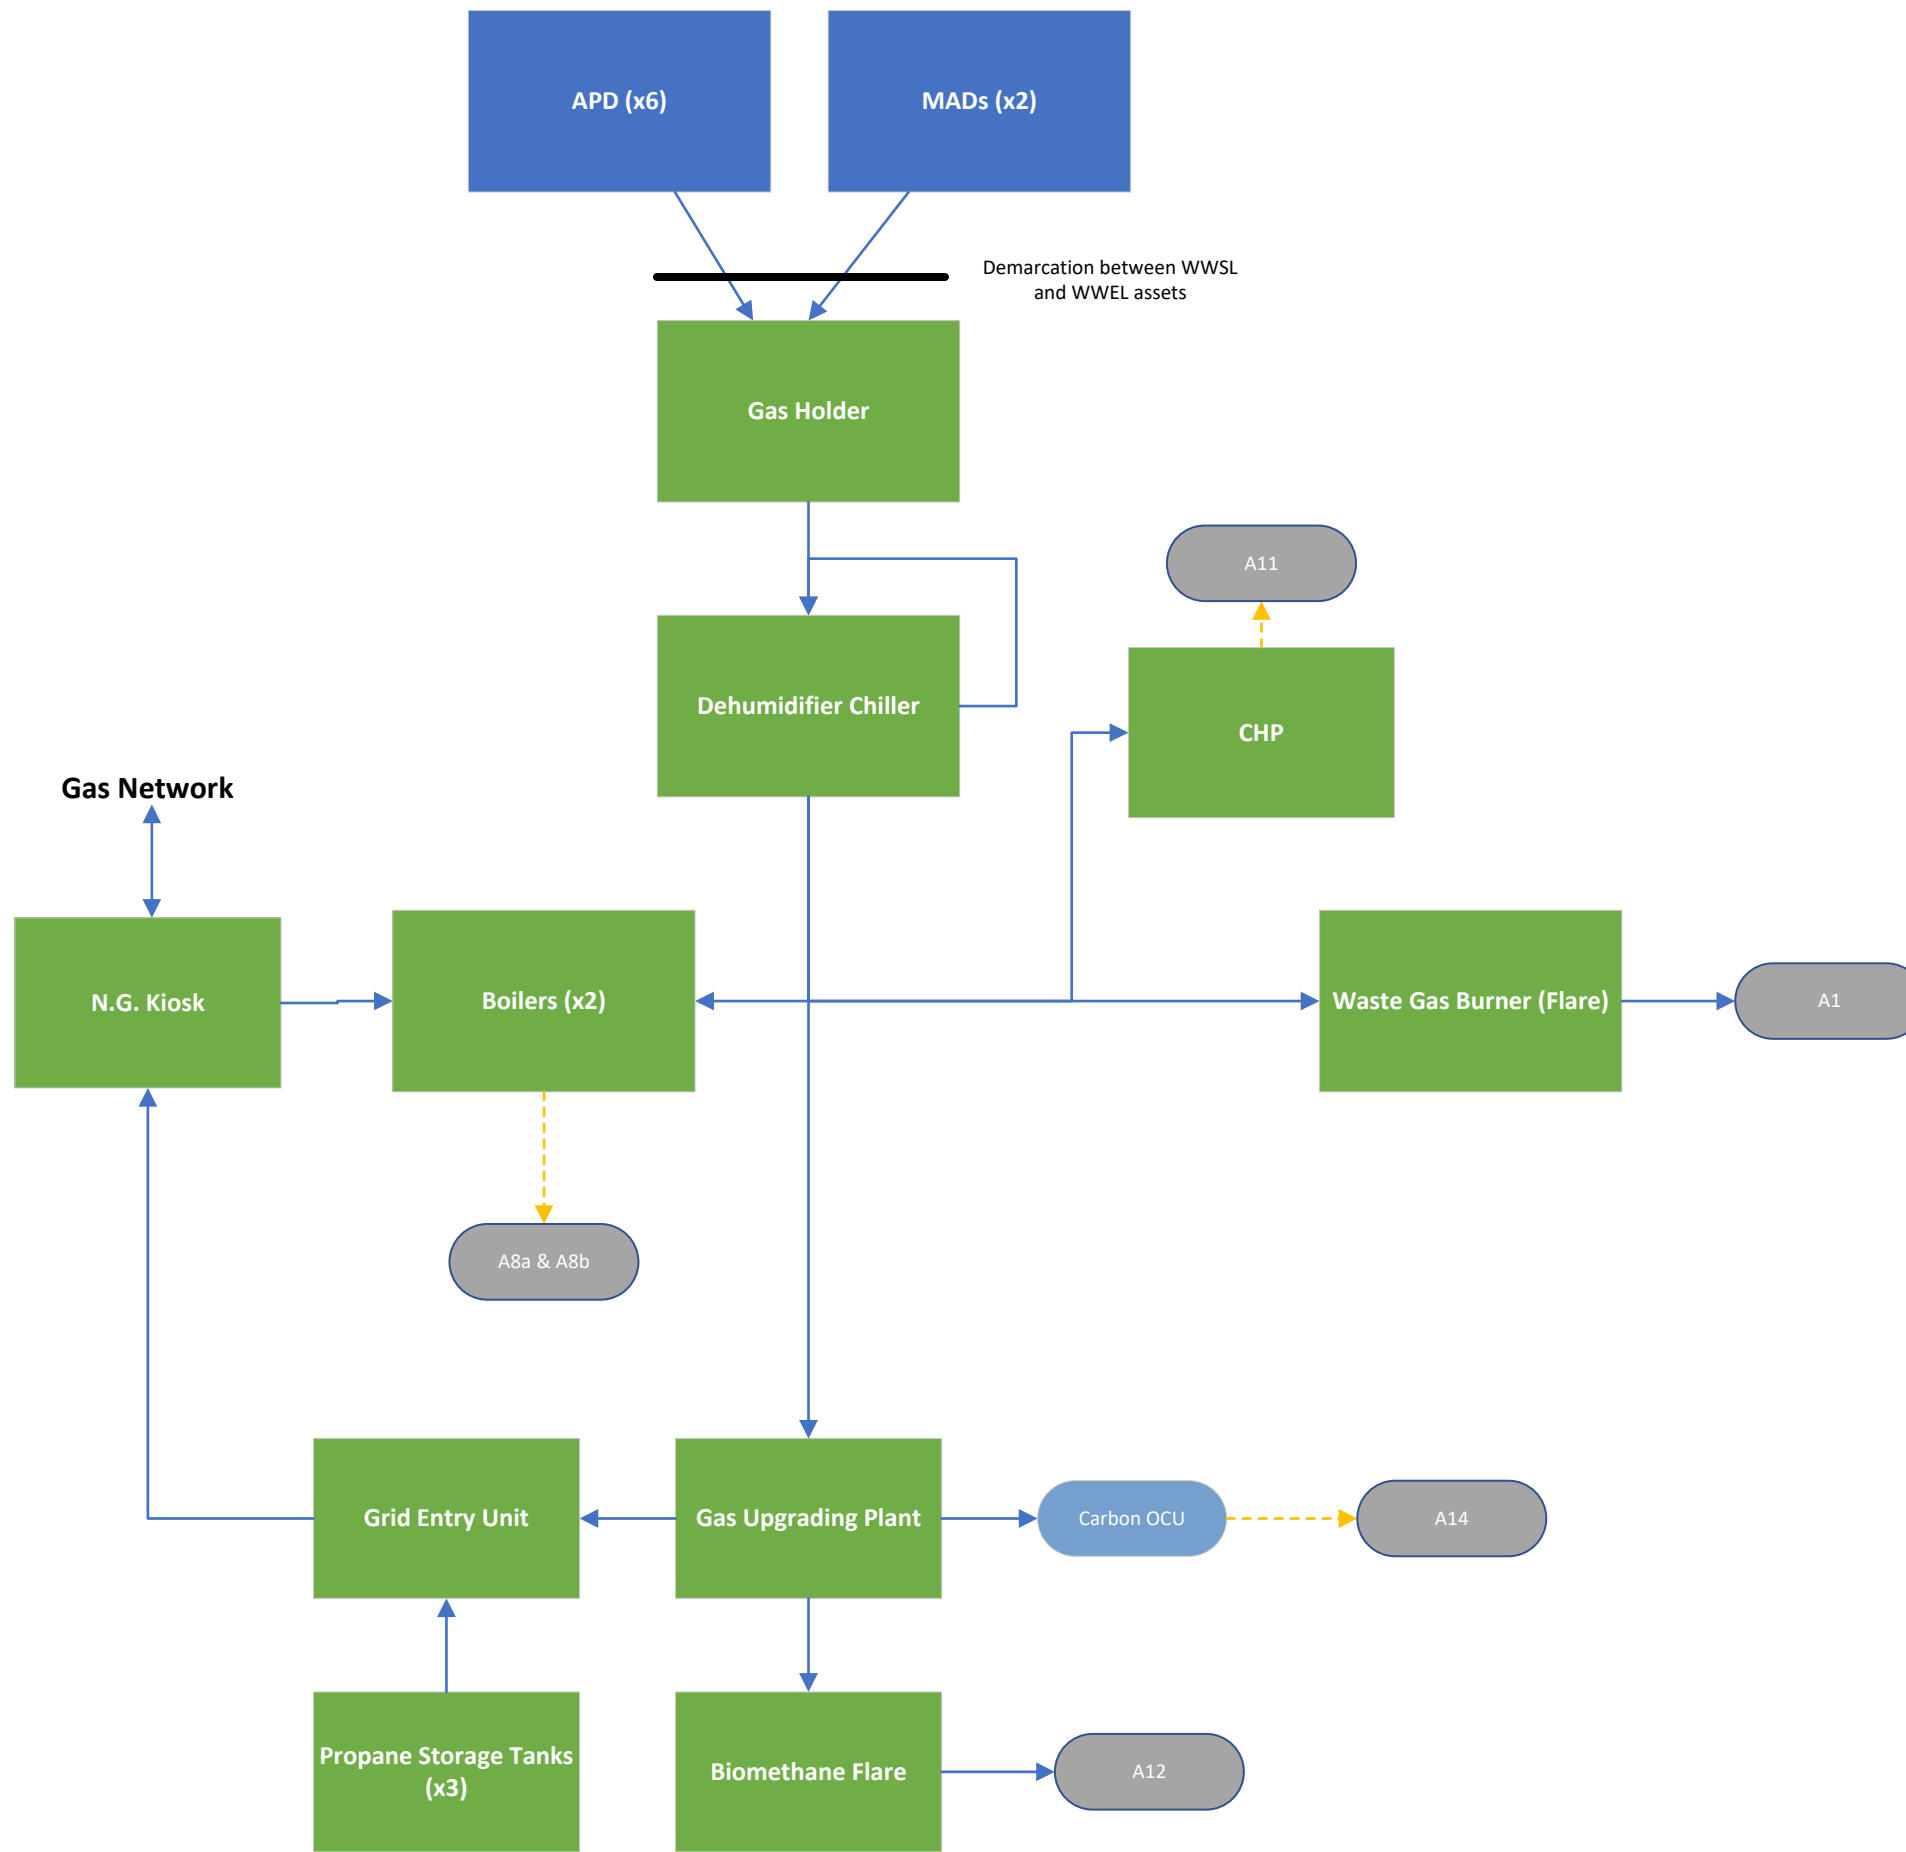 APD (x6)
MADs (x2)
Demarcation between WWSL
and WWEL assets
Gas Holder
A11
Dehumidifier Chiller
CHP
Gas Network
N.G. Kiosk
Boilers (x2)
Waste Gas Burner (Flare)
A1
A8a & A8b
Grid Entry Unit
Gas Upgrading Plant
Carbon OCU
A14
Propane Storage Tanks
(x3)
Biomethane Flare
A12